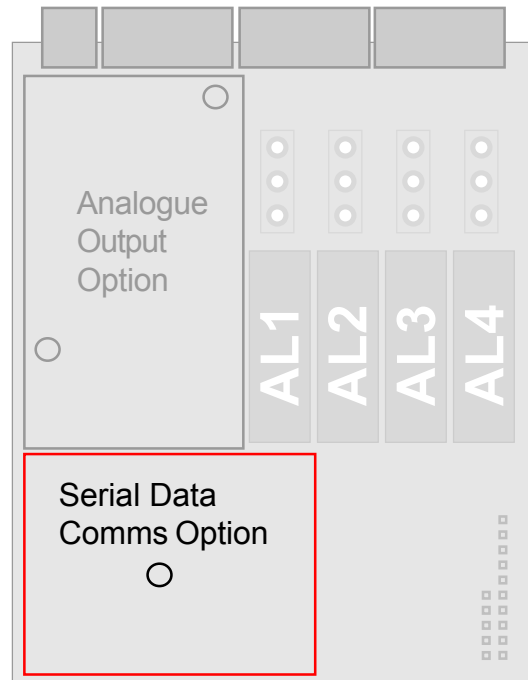 Analogue
Output
Option
AL1
AL2
AL3
AL4
Serial Data
Comms Option